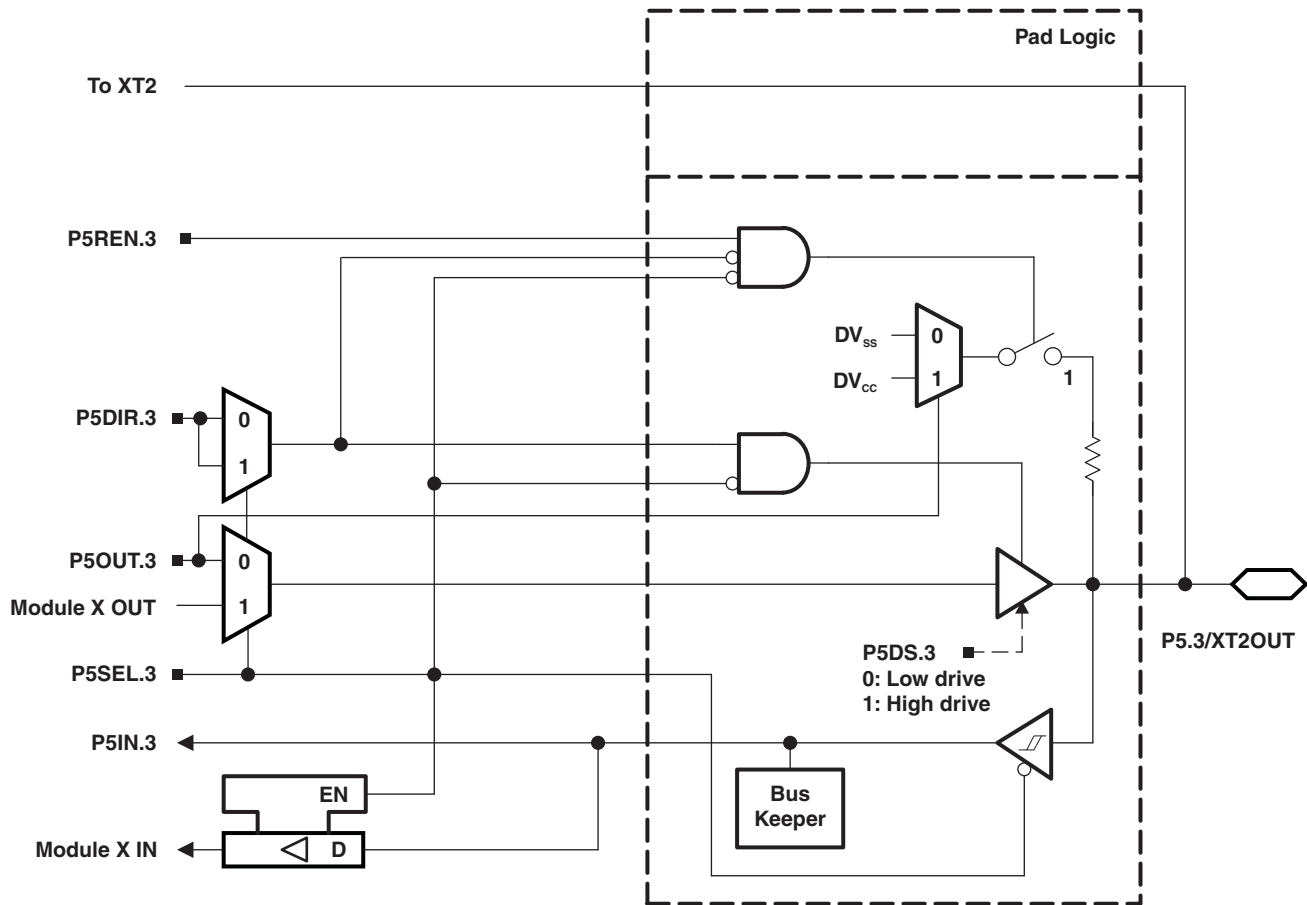 Pad Logic
To XT2
P5REN.3
DVSS
0
DVCC
1
1
P5DIR.3
0
1
P5OUT.3
0
Module X OUT
1
P5.3/XT2OUT
P5DS.3
0: Low drive
1: High drive
P5SEL.3
P5IN.3
Bus
Keeper
EN
Module X IN
D